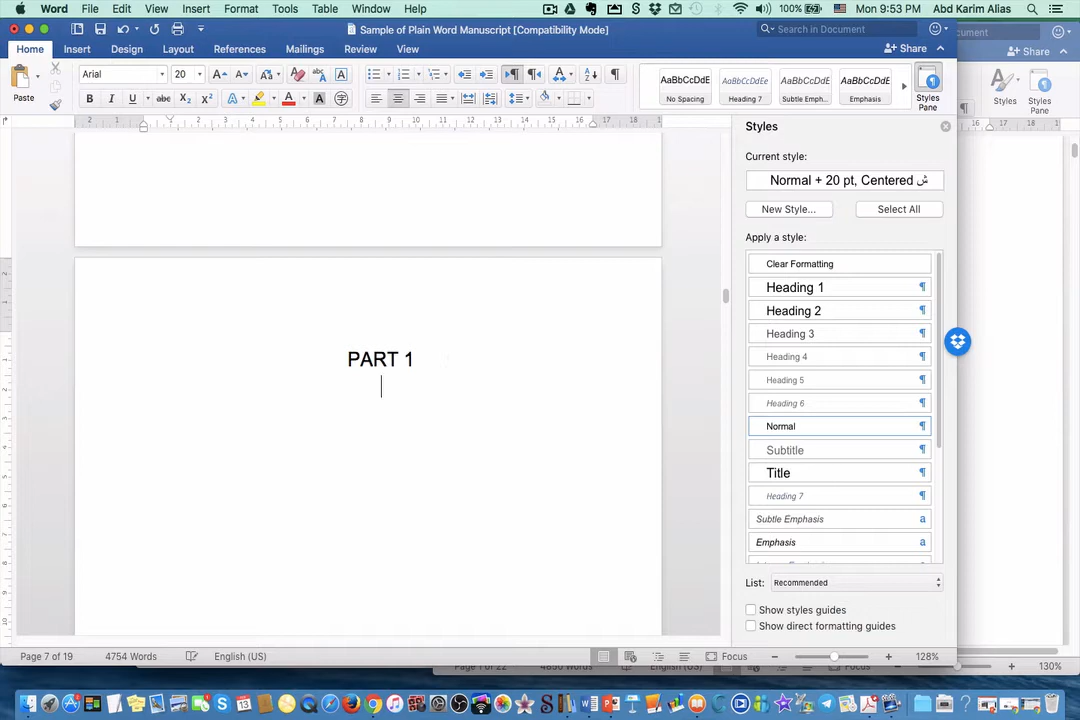 Word File Edit View Insert Format Tools Table Window Help 100% Mon 9:53 PM Abd Karim Alias
Sample of Plain Word Manuscript [Compatibility Mode] Search in Document
Home Insert Design Layout References Mailings Review View Share Share
Paste Arial 20 AaBbCcDdE AaBbCcDdEe AaBbCcDdE AaBbCcDdE
No Spacing Heading 7 Subtle Emph... Emphasis Styles Pane Styles Styles Pane
Styles
Current style:
Normal + 20 pt, Centered
New Style... Select All
Apply a style:
Clear Formatting
Heading 1
Heading 2
Heading 3
Heading 4
Heading 5
Heading 6
Normal
Subtitle
Title
Heading 7
Subtle Emphasis
Emphasis
List: Recommended
Show styles guides
Show direct formatting guides
PART 1
Page 7 of 19 4754 Words English (US) Focus 128%
130%